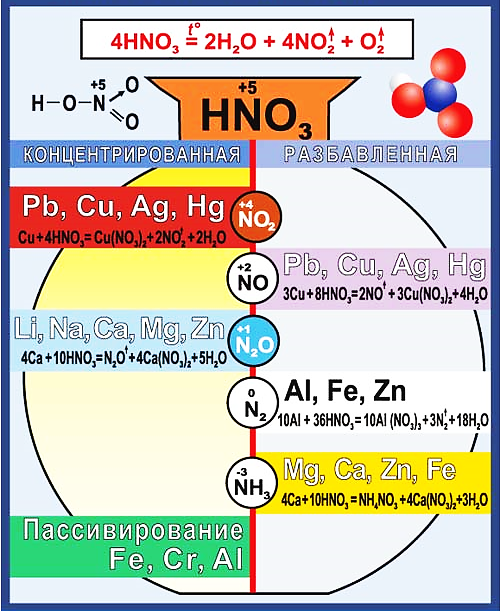 4HNO₃ t°= 2H₂O + 4NO₂↑ + O₂↑
+5
H–O–N
O
O
+5
HNO₃
КОНЦЕНТРИРОВАННАЯ РАЗБАВЛЕННАЯ
Pb, Cu, Ag, Hg
Cu+4HNO₃=Cu(NO₃)₂+2NO₂↑+2H₂O
+4
NO₂
+2
NO
Pb, Cu, Ag, Hg
3Cu+8HNO₃=2NO↑+3Cu(NO₃)₂+4H₂O
Li, Na, Ca, Mg, Zn
4Ca+10HNO₃=N₂O↑+4Ca(NO₃)₂+5H₂O
+1
N₂O
0
N₂
Al, Fe, Zn
10Al+36HNO₃=10Al(NO₃)₃+3N₂↑+18H₂O
-3
NH₃
Mg, Ca, Zn, Fe
4Ca+10HNO₃=NH₄NO₃+4Ca(NO₃)₂+3H₂O
Пассивирование
Fe, Cr, Al